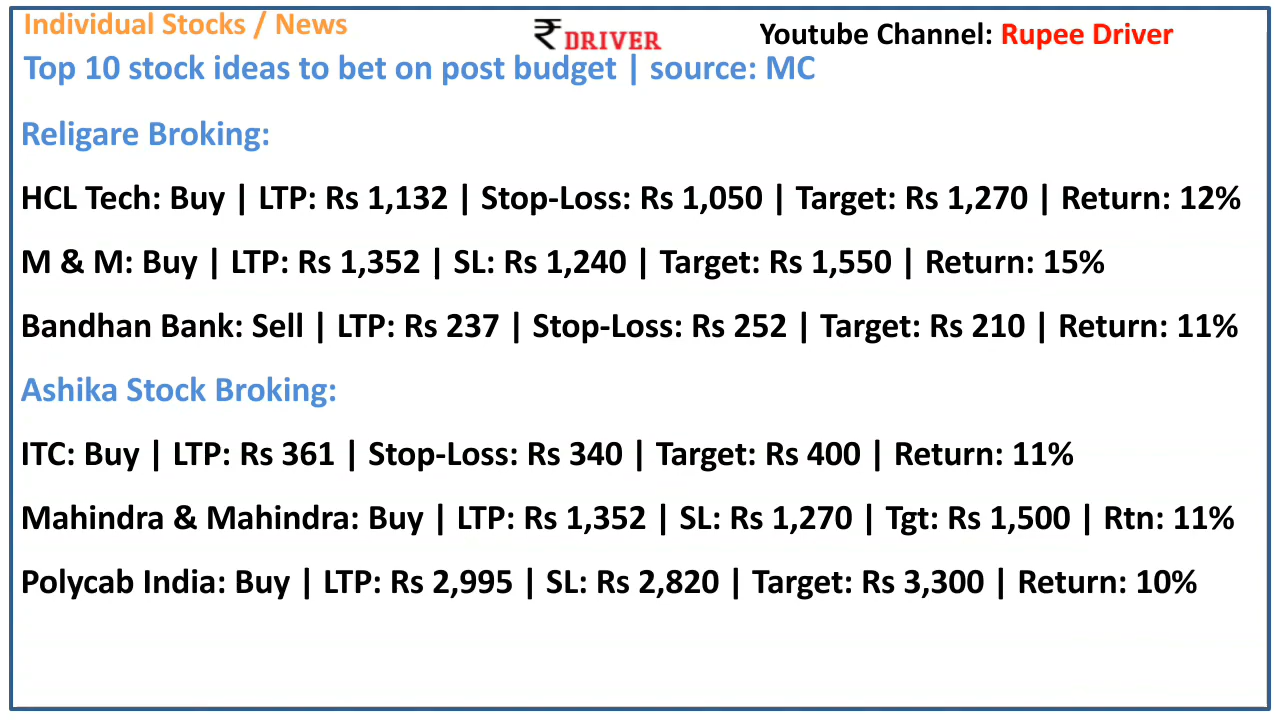 Individual Stocks / News
₹ DRIVER
Youtube Channel: Rupee Driver
Top 10 stock ideas to bet on post budget | source: MC
Religare Broking:
HCL Tech: Buy | LTP: Rs 1,132 | Stop-Loss: Rs 1,050 | Target: Rs 1,270 | Return: 12%
M & M: Buy | LTP: Rs 1,352 | SL: Rs 1,240 | Target: Rs 1,550 | Return: 15%
Bandhan Bank: Sell | LTP: Rs 237 | Stop-Loss: Rs 252 | Target: Rs 210 | Return: 11%
Ashika Stock Broking:
ITC: Buy | LTP: Rs 361 | Stop-Loss: Rs 340 | Target: Rs 400 | Return: 11%
Mahindra & Mahindra: Buy | LTP: Rs 1,352 | SL: Rs 1,270 | Tgt: Rs 1,500 | Rtn: 11%
Polycab India: Buy | LTP: Rs 2,995 | SL: Rs 2,820 | Target: Rs 3,300 | Return: 10%